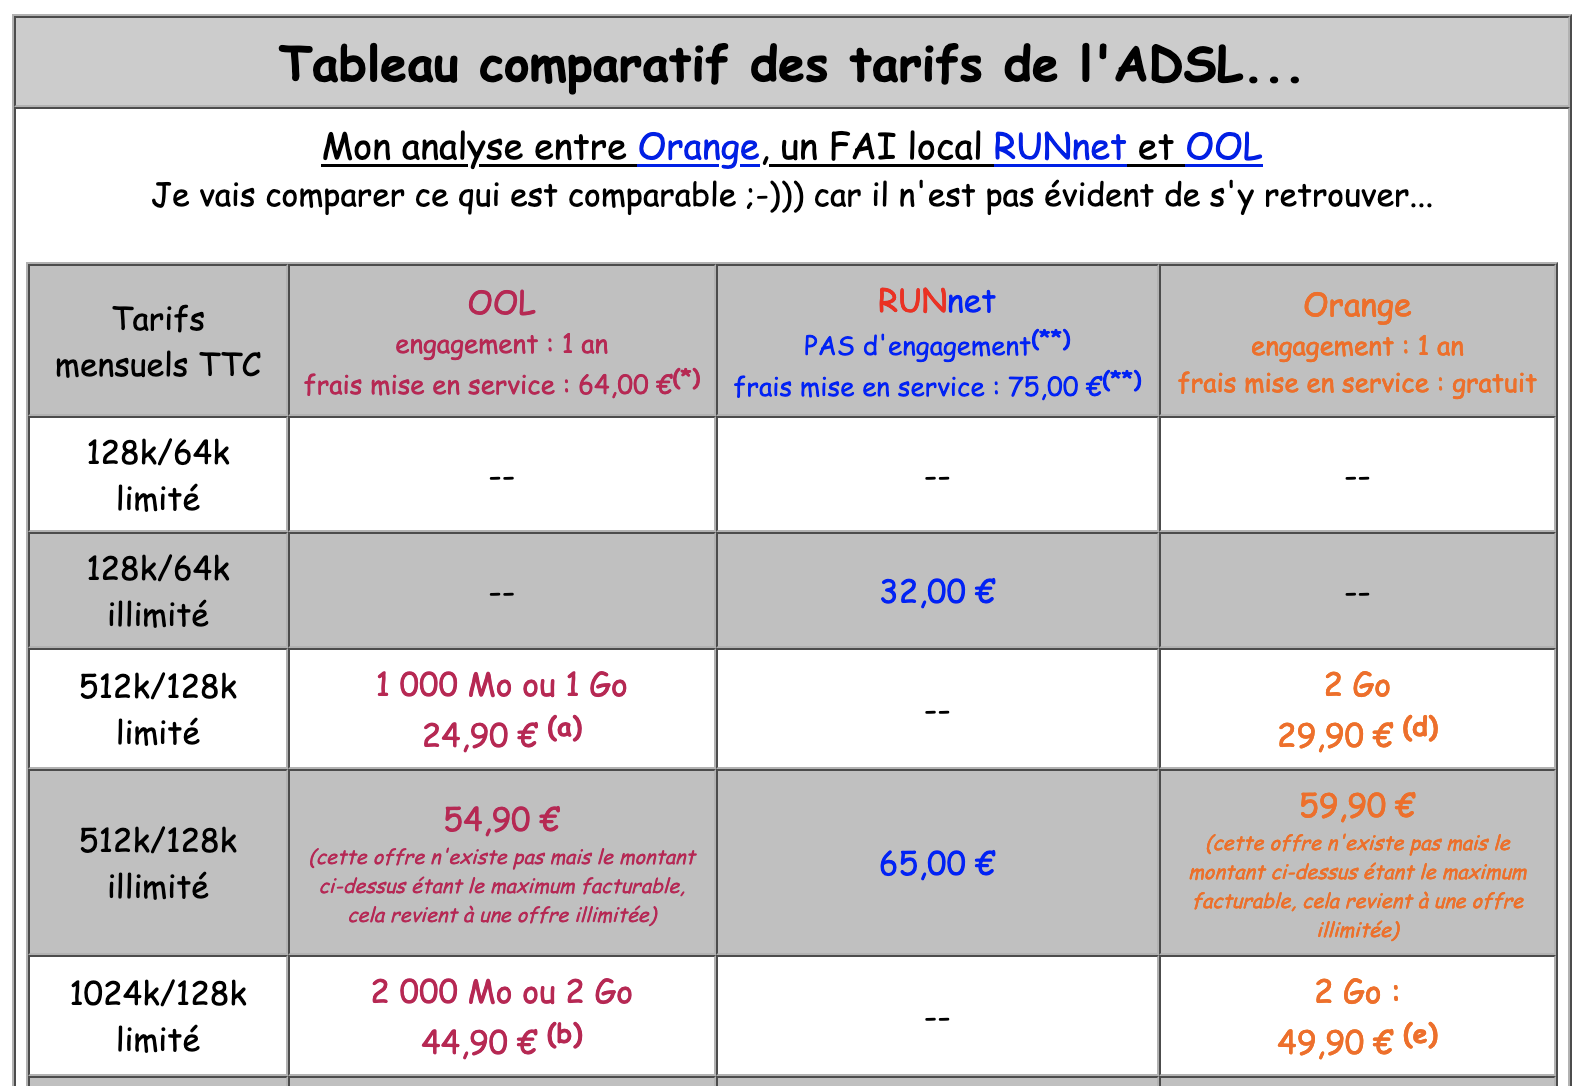 Tableau comparatif des tarifs de l'ADSL...
Mon analyse entre Orange, un FAI local RUNnet et OOL
Je vais comparer ce qui est comparable ;-))) car il n'est pas évident de s'y retrouver...
Tarifs
mensuels TTC
OOL
engagement : 1 an
frais mise en service : 64,00 €(*)
RUNnet
PAS d'engagement(**)
frais mise en service : 75,00 €(**)
Orange
engagement : 1 an
frais mise en service : gratuit
128k/64k
limité
--
--
--
128k/64k
illimité
--
32,00 €
--
512k/128k
limité
1 000 Mo ou 1 Go
24,90 € (a)
--
2 Go
29,90 € (d)
512k/128k
illimité
54,90 €
(cette offre n'existe pas mais le montant
ci-dessus étant le maximum facturable,
cela revient à une offre illimitée)
65,00 €
59,90 €
(cette offre n'existe pas mais le
montant ci-dessus étant le maximum
facturable, cela revient à une offre
illimitée)
1024k/128k
limité
2 000 Mo ou 2 Go
44,90 € (b)
--
2 Go :
49,90 € (e)